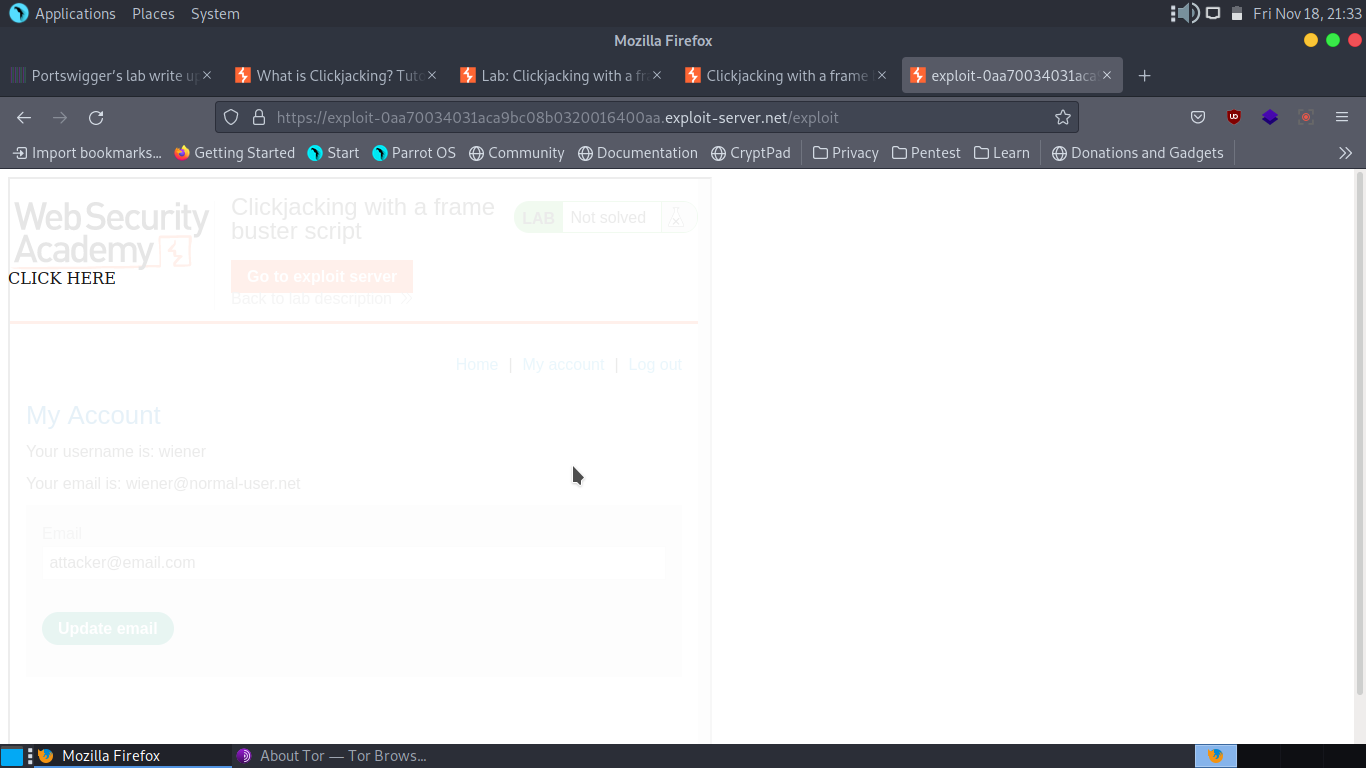 Applications Places System Fri Nov 18, 21:33
Mozilla Firefox
Portswigger's lab write u
What is Clickjacking? Tuto
Lab: Clickjacking with a fr
Clickjacking with a frame
exploit-0aa70034031aca9
https://exploit-0aa70034031aca9bc08b0320016400aa.exploit-server.net/exploit
Import bookmarks... Getting Started Start Parrot OS Community Documentation CryptPad Privacy Pentest Learn Donations and Gadgets
Web Security
Academy
Clickjacking with a frame
buster script
LAB Not solved
Go to exploit server
CLICK HERE
Back to lab description
Home | My account | Log out
My Account
Your username is: wiener
Your email is: wiener@normal-user.net
Email
attacker@email.com
Update email
Mozilla Firefox About Tor — Tor Brows...